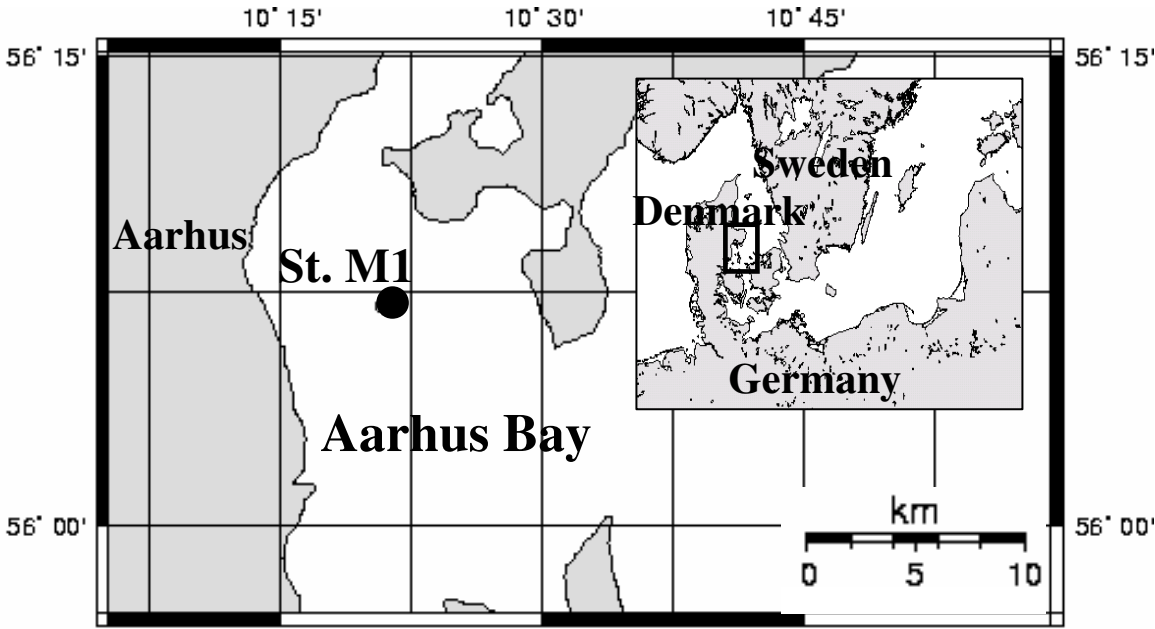 10° 15' 10° 30' 10° 45'
56° 15' 56° 15'
Sweden
Denmark
Aarhus
St. M1
Germany
Aarhus Bay
km
56° 00' 56° 00'
0 5 10